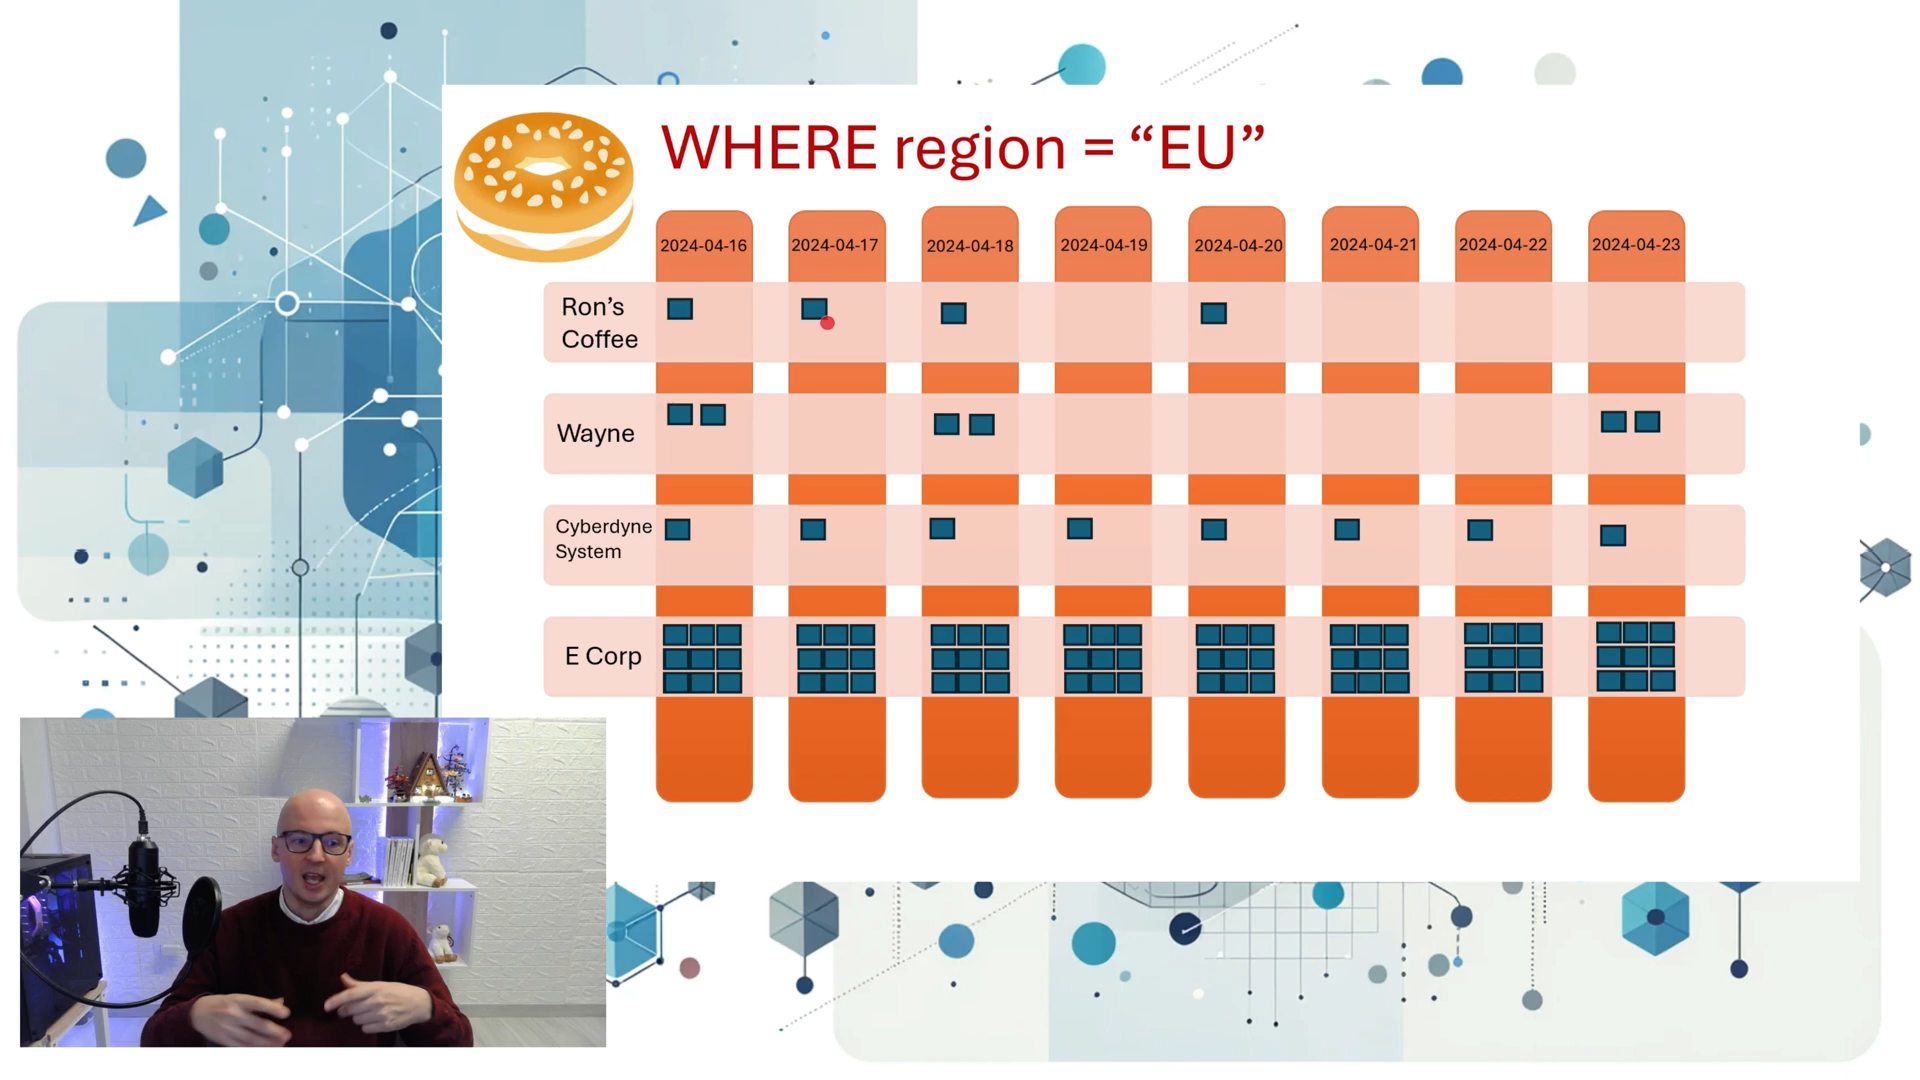 WHERE region = “EU”
2024-04-16 2024-04-17 2024-04-18 2024-04-19 2024-04-20 2024-04-21 2024-04-22 2024-04-23
Ron’s
Coffee
Wayne
Cyberdyne
System
E Corp